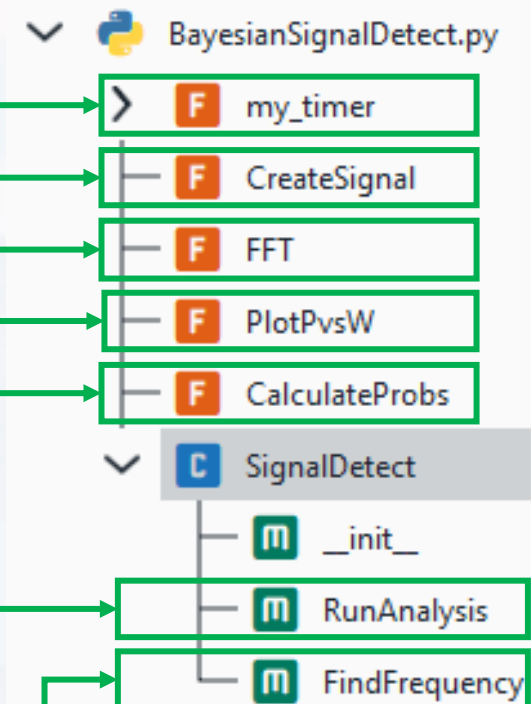 BayesianSignalDetect.py
F my_timer
F CreateSignal
F FFT
F PlotPvsW
F CalculateProbs
C SignalDetect
m __init__
m RunAnalysis
m FindFrequency